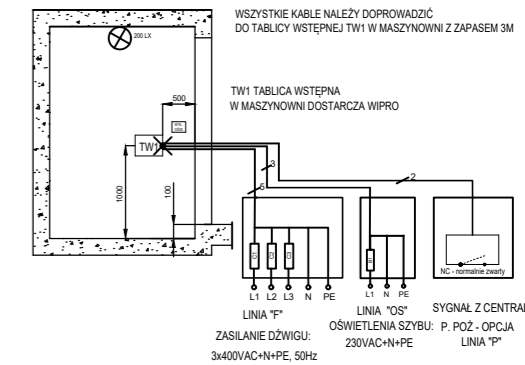 WSZYSTKIE KABLE NALEŻY DOPROWADZIĆ
DO TABLICY WSTĘPNEJ TW1 W MASZYNOWNI Z ZAPASEM 3M
200 LX
TW1 TABLICA WSTĘPNA
W MASZYNOWNI DOSTARCZA WIPRO
500
TW1
1000
100
5
3
2
L1 L2 L3 N PE
L1 N PE
NC - normalnie zwarty
LINIA "F"
ZASILANIE DŹWIGU:
3x400VAC+N+PE, 50Hz
LINIA "OS"
OŚWIETLENIA SZYBU:
230VAC+N+PE
SYGNAŁ Z CENTRAL
P. POŻ - OPCJA
LINIA "P"